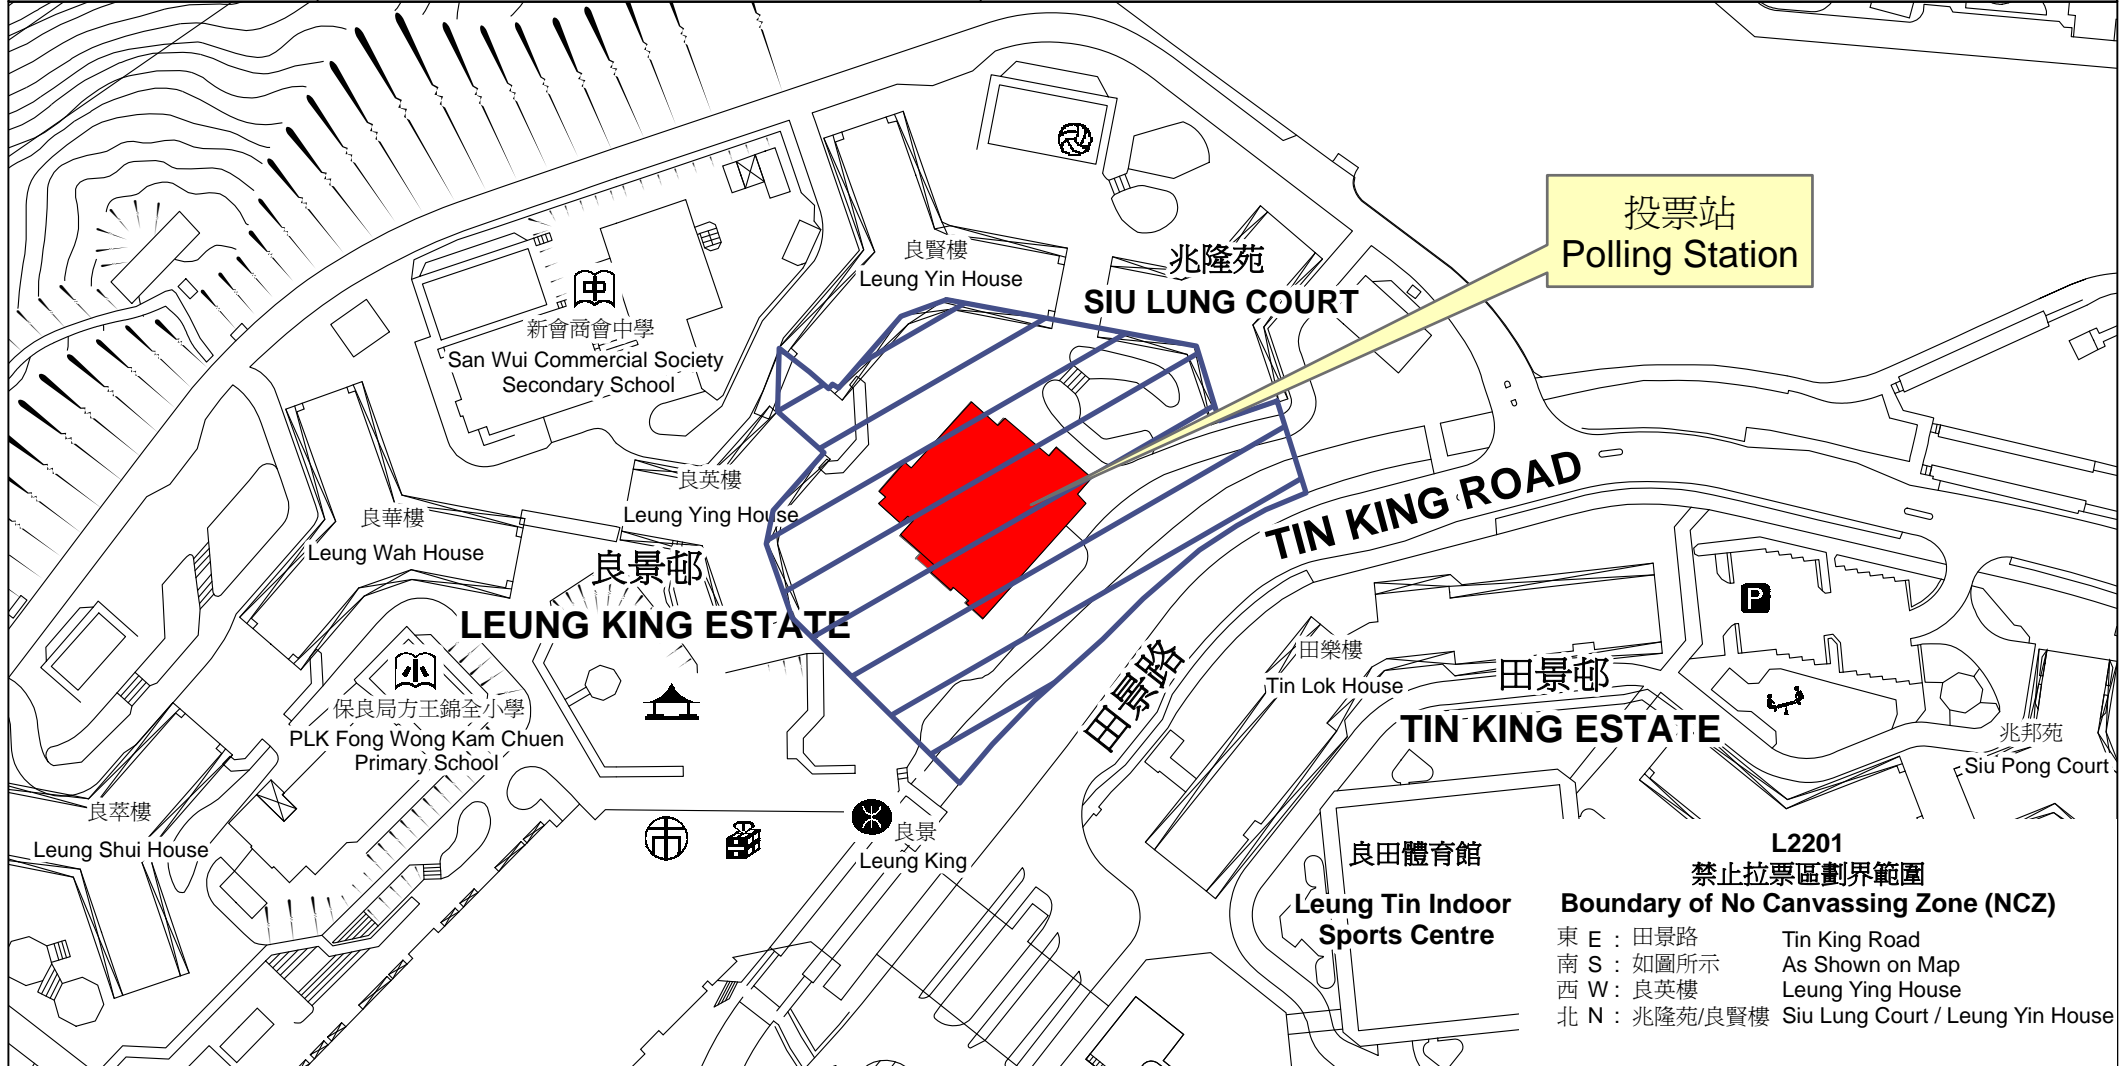 投票站
Polling Station
良賢樓
Leung Yin House
兆隆苑
SIU LUNG COURT
中
新會商會中學
San Wui Commercial Society
Secondary School
良英樓
Leung Ying House
良華樓
Leung Wah House
良景邨
LEUNG KING ESTATE
TIN KING ROAD
田景路
小
保良局方王錦全小學
PLK Fong Wong Kam Chuen
Primary School
田樂樓
Tin Lok House
田景邨
TIN KING ESTATE
P
兆邦苑
Siu Pong Court
良萃樓
Leung Shui House
市
良景
Leung King
良田體育館
Leung Tin Indoor
Sports Centre
L2201
禁止拉票區劃界範圍
Boundary of No Canvassing Zone (NCZ)
東 E : 田景路 Tin King Road
南 S : 如圖所示 As Shown on Map
西 W : 良英樓 Leung Ying House
北 N : 兆隆苑/良賢樓 Siu Lung Court / Leung Yin House